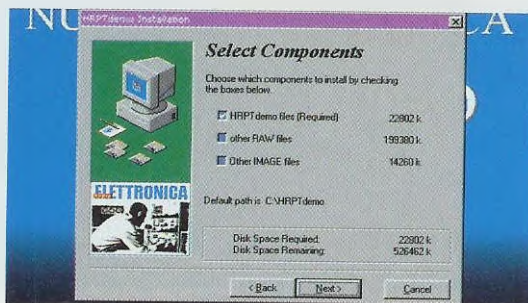 NU
CA
HRPTdemo Installation
Select Components
Choose which components to install by checking
the boxes below.
HRPTdemo files (Required) 22802 k
other RAW files 199380 k
Other IMAGE files 14260 k
ELETTRONICA
Default path is C:\HRPTdemo
Disk Space Required: 22802 k
Disk Space Remaining: 526462 k
< Back
Next >
Cancel